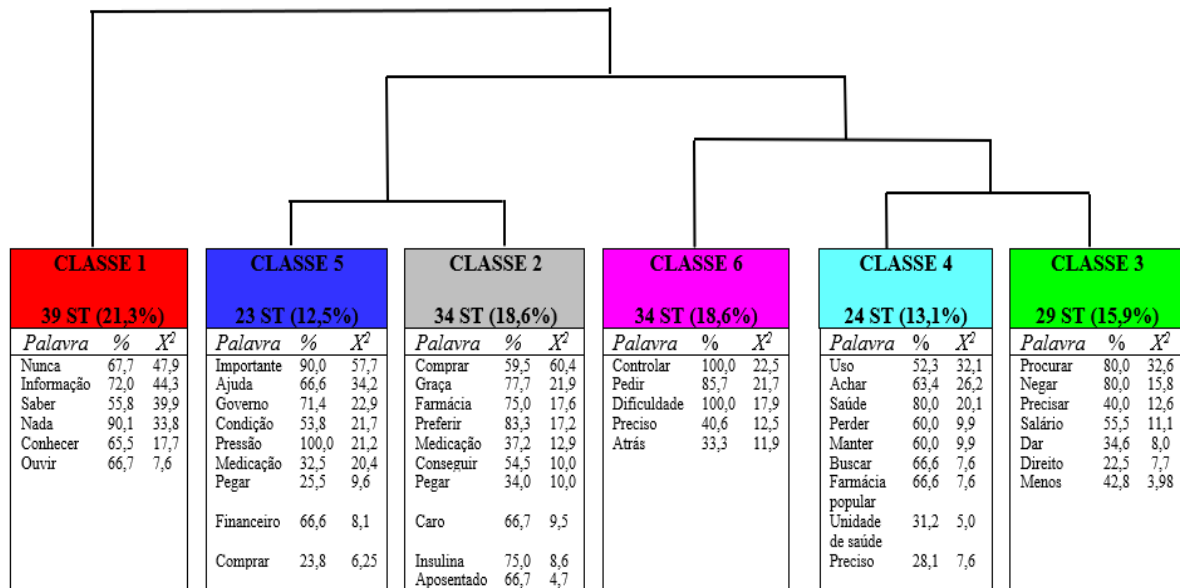 CLASSE 1
39 ST (21,3%)
Palavra % X²
Nunca 67,7 47,9
Informação 72,0 44,3
Saber 55,8 39,9
Nada 90,1 33,8
Conhecer 65,5 17,7
Ouvir 66,7 7,6
CLASSE 5
23 ST (12,5%)
Palavra % X²
Importante 90,0 57,7
Ajuda 66,6 34,2
Governo 71,4 22,9
Condição 53,8 21,7
Pressão 100,0 21,2
Medicação 32,5 20,4
Pegar 25,5 9,6
Financeiro 66,6 8,1
Comprar 23,8 6,25
CLASSE 2
34 ST (18,6%)
Palavra % X²
Comprar 59,5 60,4
Graça 77,7 21,9
Farmácia 75,0 17,6
Preferir 83,3 17,2
Medicação 37,2 12,9
Conseguir 54,5 10,0
Pegar 34,0 10,0
Caro 66,7 9,5
Insulina 75,0 8,6
Aposentado 66,7 4,7
CLASSE 6
34 ST (18,6%)
Palavra % X²
Controlar 100,0 22,5
Pedir 85,7 21,7
Dificuldade 100,0 17,9
Preciso 40,6 12,5
Atrás 33,3 11,9
CLASSE 4
24 ST (13,1%)
Palavra % X²
Uso 52,3 32,1
Achar 63,4 26,2
Saúde 80,0 20,1
Perder 60,0 9,9
Manter 60,0 9,9
Buscar 66,6 7,6
Farmácia 66,6 7,6
popular
Unidade 31,2 5,0
de saúde
Preciso 28,1 7,6
CLASSE 3
29 ST (15,9%)
Palavra % X²
Procurar 80,0 32,6
Negar 80,0 15,8
Precisar 40,0 12,6
Salário 55,5 11,1
Dar 34,6 8,0
Direito 22,5 7,7
Menos 42,8 3,98